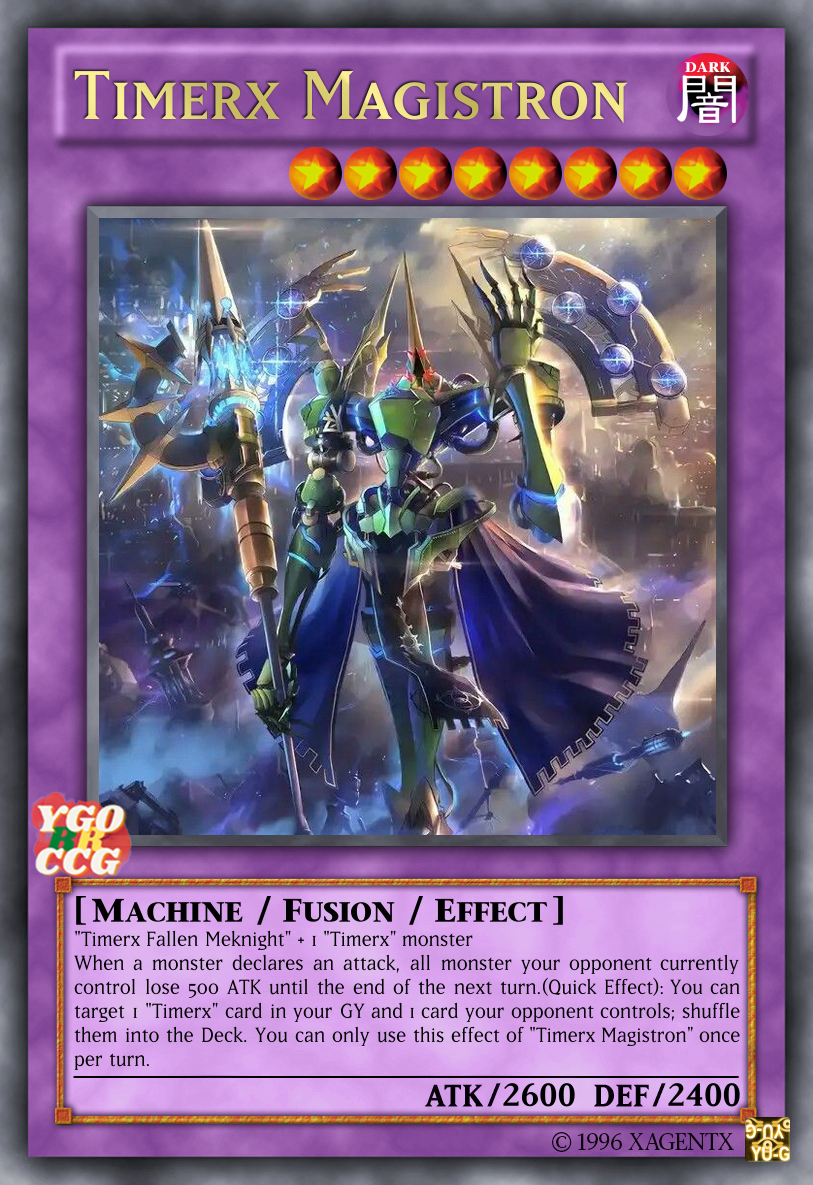 Timerx Magistron
DARK
闇
YGO
RR
CCG
[ Machine / Fusion / Effect ]
"Timerx Fallen Meknight" + 1 "Timerx" monster
When a monster declares an attack, all monster your opponent currently
control lose 500 ATK until the end of the next turn.(Quick Effect): You can
target 1 "Timerx" card in your GY and 1 card your opponent controls; shuffle
them into the Deck. You can only use this effect of "Timerx Magistron" once
per turn.
ATK/2600 DEF/2400
© 1996 XAGENTX
YU-G